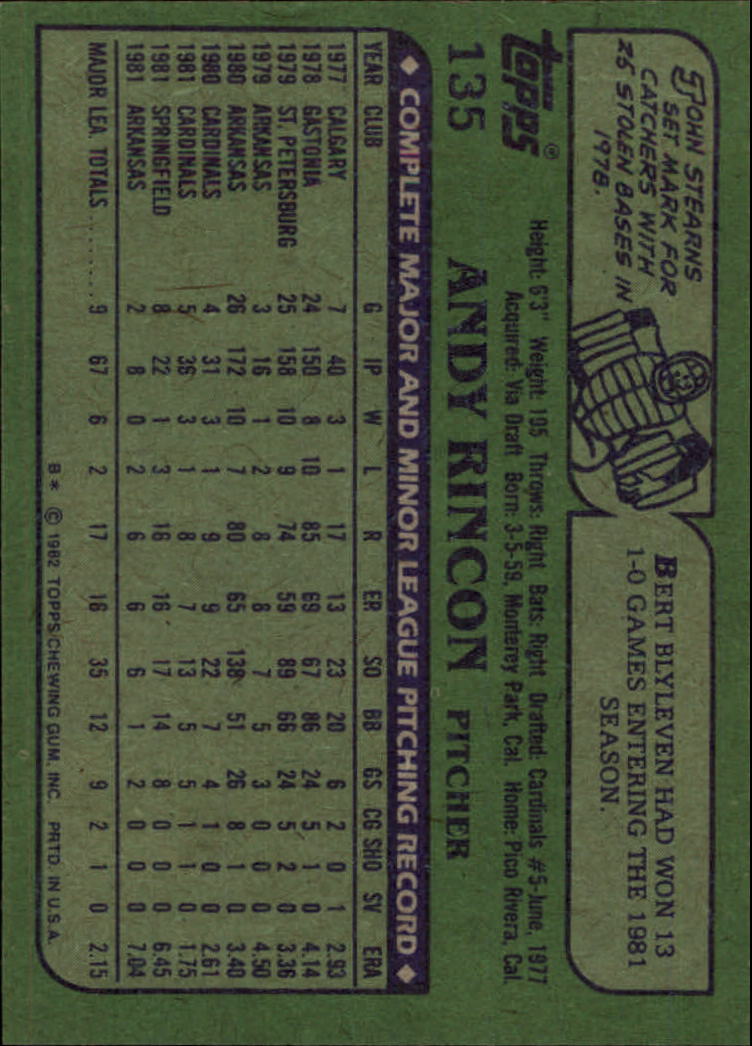 JOHN STEARNS
SET MARK FOR
CATCHERS WITH
25 STOLEN BASES IN
1978.
BERT BLYLEVEN HAD WON 13
1-0 GAMES ENTERING THE 1981
SEASON.
topps®
135
Height: 6'3" Weight: 195 Throws: Right Bats: Right Drafted: Cardinals #5-June, 1977
Acquired: Via Draft Born: 3-5-59, Monterey Park, Cal. Home: Pico Rivera, Cal.
ANDY RINCON PITCHER
◆ COMPLETE MAJOR AND MINOR LEAGUE PITCHING RECORD ◆
YEAR CLUB G IP W L R ER SO BB GS CG SHO SV ERA
1977 CALGARY 7 40 3 1 17 13 23 20 6 2 0 1 2.93
1978 GASTONIA 24 150 8 10 85 69 67 86 24 5 1 0 4.14
1979 ST. PETERSBURG 25 158 10 9 74 59 89 66 24 5 2 0 3.36
1979 ARKANSAS 3 16 1 2 8 8 7 5 3 0 0 0 4.50
1980 ARKANSAS 26 172 10 7 80 65 138 51 26 8 1 0 3.40
1980 CARDINALS 4 31 3 1 9 9 22 7 4 1 0 0 2.61
1981 CARDINALS 5 36 3 1 8 7 13 5 5 1 1 0 1.75
1981 SPRINGFIELD 8 22 1 3 16 16 17 14 8 0 0 0 6.45
1981 ARKANSAS 2 8 0 2 6 6 6 1 2 0 0 0 7.04
MAJOR LEA. TOTALS ...... 9 67 6 2 17 16 35 12 9 2 1 0 2.15
B* © 1982 TOPPS CHEWING GUM, INC. PRTD. IN U.S.A.